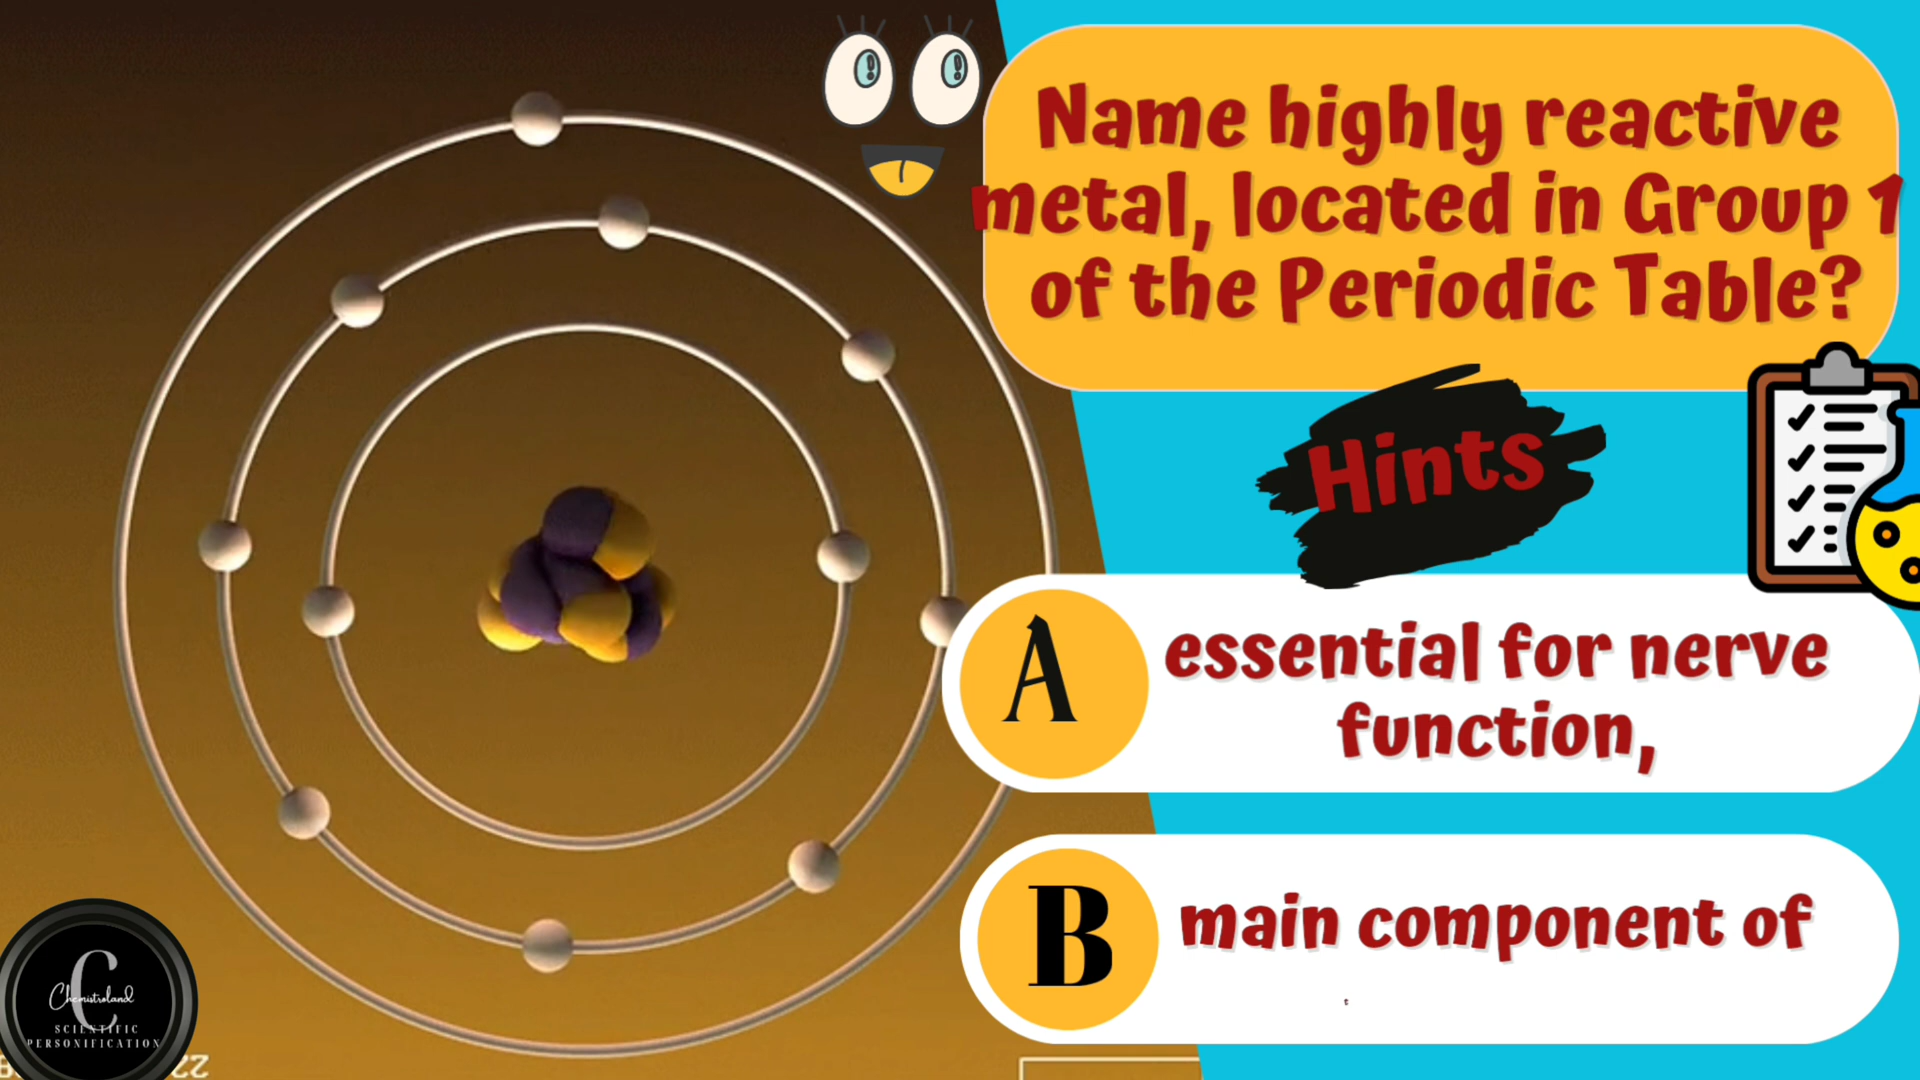 Name highly reactive
metal, located in Group 1
of the Periodic Table?
Hints
A
essential for nerve
function,
B
main component of
C
Chemistroland
SCIENTIFIC
PERSONIFICATION